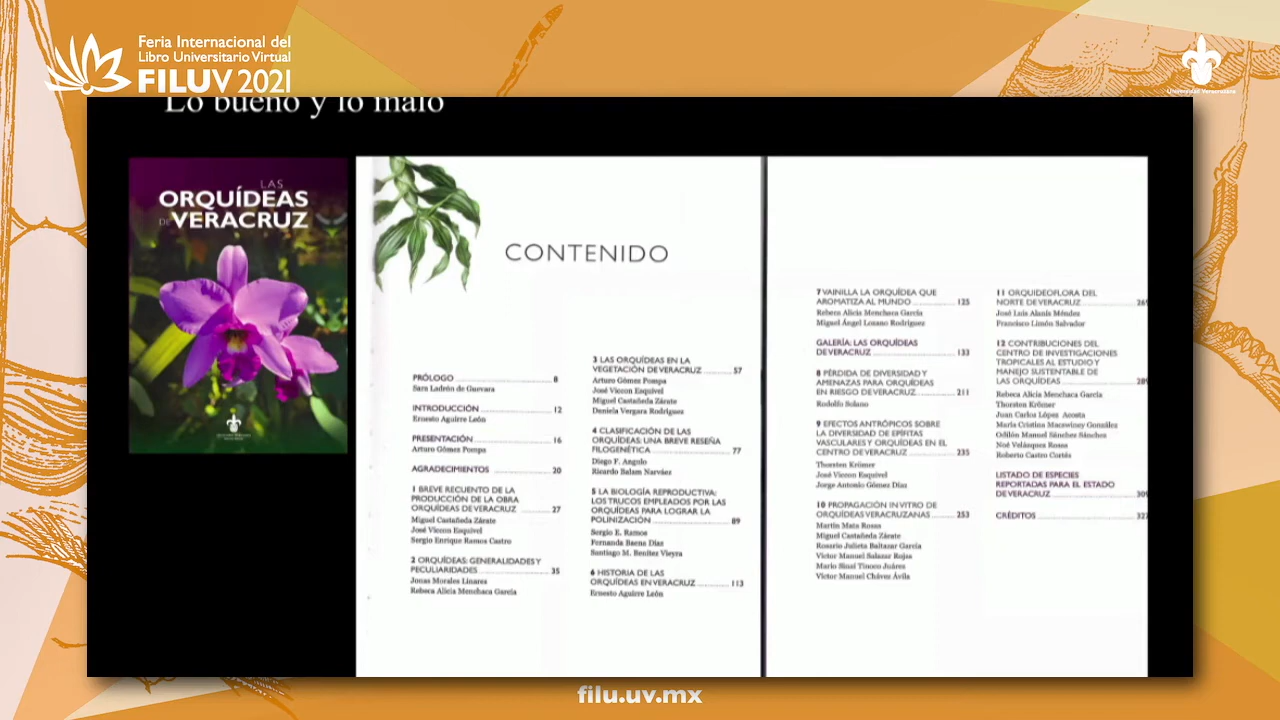 Feria Internacional del
Libro Universitario Virtual
FILUV 2021
Universidad Veracruzana
Lo bueno y lo malo
LAS
ORQUÍDEAS
DE VERACRUZ
CONTENIDO
PRÓLOGO 8
Sara Ladrón de Guevara
INTRODUCCIÓN 12
Ernesto Aguirre León
PRESENTACIÓN 16
Arturo Gómez Pompa
AGRADECIMIENTOS 20
1 BREVE RECUENTO DE LA
PRODUCCIÓN DE LA OBRA
ORQUÍDEAS DE VERACRUZ 27
Miguel Castañeda Zárate
José Viccon Esquivel
Sergio Enrique Ramos Castro
2 ORQUÍDEAS: GENERALIDADES Y
PECULIARIDADES 35
Jonas Morales Linares
Rebeca Alicia Menchaca García
3 LAS ORQUÍDEAS EN LA
VEGETACIÓN DE VERACRUZ 57
Arturo Gómez Pompa
José Viccon Esquivel
Miguel Castañeda Zárate
Daniela Vergara Rodríguez
4 CLASIFICACIÓN DE LAS
ORQUÍDEAS: UNA BREVE RESEÑA
FILOGENÉTICA 77
Diego F. Angulo
Ricardo Balam Narváez
5 LA BIOLOGÍA REPRODUCTIVA:
LOS TRUCOS EMPLEADOS POR LAS
ORQUÍDEAS PARA LOGRAR LA
POLINIZACIÓN 89
Sergio E. Ramos
Fernanda Baena Díaz
Santiago M. Benitez Vieyra
6 HISTORIA DE LAS
ORQUÍDEAS EN VERACRUZ 113
Ernesto Aguirre León
7 VAINILLA LA ORQUÍDEA QUE
AROMATIZA AL MUNDO 125
Rebeca Alicia Menchaca García
Miguel Ángel Lozano Rodríguez
GALERÍA: LAS ORQUÍDEAS
DE VERACRUZ 133
8 PÉRDIDA DE DIVERSIDAD Y
AMENAZAS PARA ORQUÍDEAS
EN RIESGO DE VERACRUZ 211
Rodolfo Solano
9 EFECTOS ANTRÓPICOS SOBRE
LA DIVERSIDAD DE EPÍFITAS
VASCULARES Y ORQUÍDEAS EN EL
CENTRO DE VERACRUZ 235
Thorsten Krömer
José Viccon Esquivel
Jorge Antonio Gómez Díaz
10 PROPAGACIÓN IN VITRO DE
ORQUÍDEAS VERACRUZANAS 253
Martín Mata Rosas
Miguel Castañeda Zárate
Rosario Julieta Baltazar García
Víctor Manuel Salazar Rojas
Mario Sinaí Tinoco Juárez
Víctor Manuel Chávez Ávila
11 ORQUIDEOFLORA DEL
NORTE DE VERACRUZ 269
José Luis Alanís Méndez
Francisco Limón Salvador
12 CONTRIBUCIONES DEL
CENTRO DE INVESTIGACIONES
TROPICALES AL ESTUDIO Y
MANEJO SUSTENTABLE DE
LAS ORQUÍDEAS 289
Rebeca Alicia Menchaca García
Thorsten Krömer
Juan Carlos López Acosta
María Cristina Macswiney González
Odilón Manuel Sánchez Sánchez
Noé Velázquez Rosas
Roberto Castro Cortés
LISTADO DE ESPECIES
REPORTADAS PARA EL ESTADO
DE VERACRUZ 309
CRÉDITOS 327
filu.uv.mx